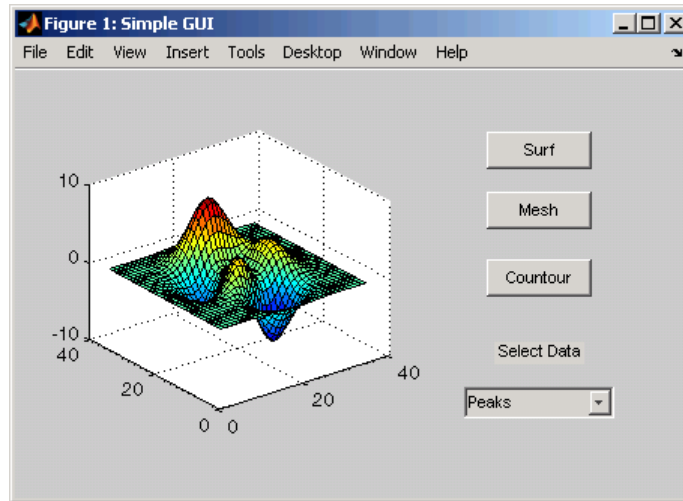 Figure 1: Simple GUI
File Edit View Insert Tools Desktop Window Help
Surf
Mesh
Countour
Select Data
Peaks
10
0
-10
40
20
0
0
20
40